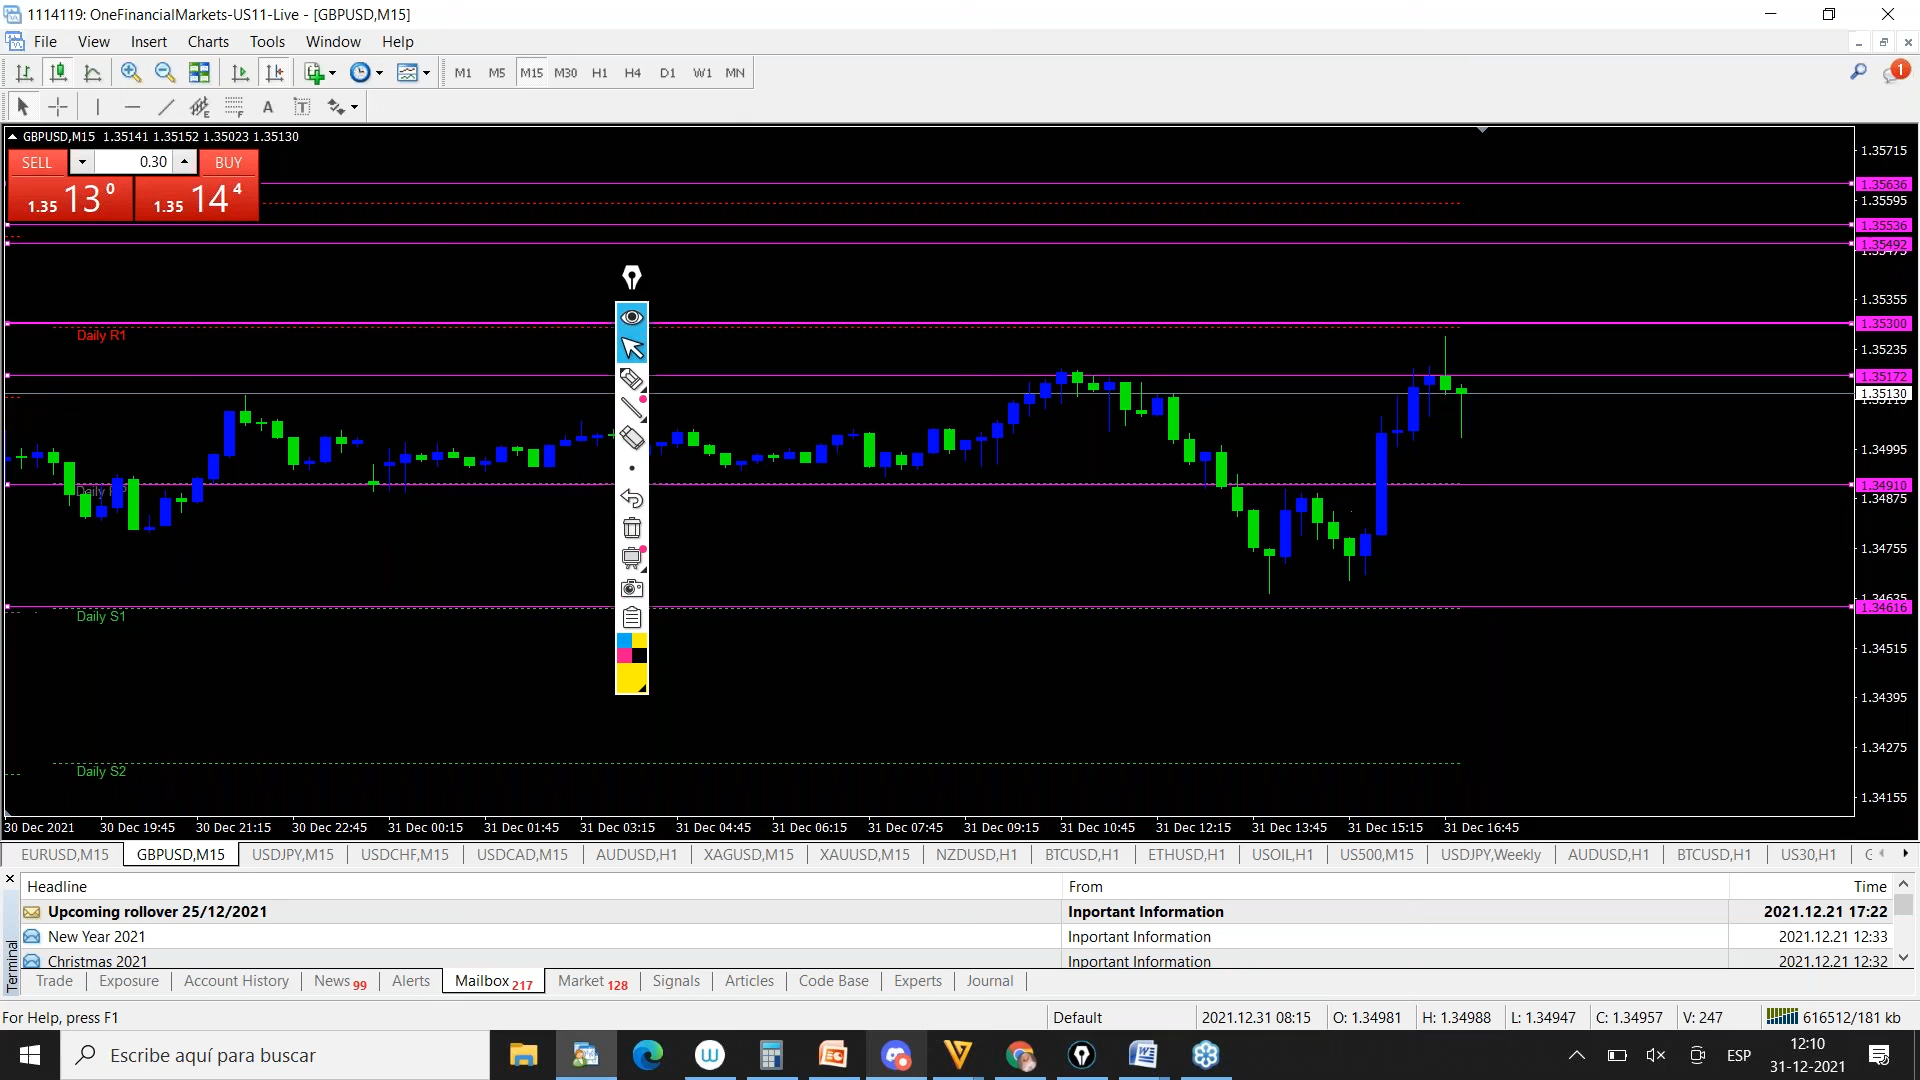 1114119: OneFinancialMarkets-US11-Live - [GBPUSD,M15]
File View Insert Charts Tools Window Help
M1 M5 M15 M30 H1 H4 D1 W1 MN
1
A T
GBPUSD,M15 1.35141 1.35152 1.35023 1.35130
SELL 0.30 BUY
1.35 13 0 1.35 14 4
1.35715
1.35636
1.35595
1.35536
1.35492
1.35475
1.35355
1.35300
Daily R1
1.35235
1.35172
1.35130
1.35115
1.34995
1.34910
Daily
1.34875
1.34755
1.34635
1.34616
Daily S1
1.34515
1.34395
1.34275
Daily S2
1.34155
30 Dec 2021 30 Dec 19:45 30 Dec 21:15 30 Dec 22:45 31 Dec 00:15 31 Dec 01:45 31 Dec 03:15 31 Dec 04:45 31 Dec 06:15 31 Dec 07:45 31 Dec 09:15 31 Dec 10:45 31 Dec 12:15 31 Dec 13:45 31 Dec 15:15 31 Dec 16:45
EURUSD,M15 GBPUSD,M15 USDJPY,M15 USDCHF,M15 USDCAD,M15 AUDUSD,H1 XAGUSD,M15 XAUUSD,M15 NZDUSD,H1 BTCUSD,H1 ETHUSD,H1 USOIL,H1 US500,M15 USDJPY,Weekly AUDUSD,H1 BTCUSD,H1 US30,H1
Headline From Time
Upcoming rollover 25/12/2021 Inportant Information 2021.12.21 17:22
New Year 2021 Inportant Information 2021.12.21 12:33
Christmas 2021 Inportant Information 2021.12.21 12:32
Terminal
Trade Exposure Account History News 99 Alerts Mailbox 217 Market 128 Signals Articles Code Base Experts Journal
For Help, press F1 Default 2021.12.31 08:15 O: 1.34981 H: 1.34988 L: 1.34947 C: 1.34957 V: 247 616512/181 kb
Escribe aquí para buscar ESP 12:10
31-12-2021